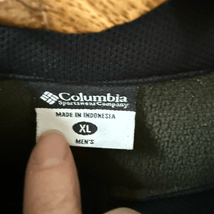 Columbia
Sportswear Company
MADE IN INDONESIA
XL
MEN'S